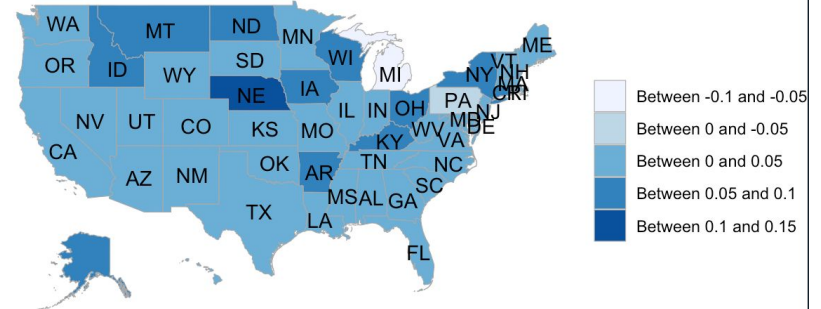 WA
MT
ND
MN
ME
OR
ID
WY
SD
WI
MI
NY
VT
NH
MA
CT
RI
NE
IA
PA
NJ
NV
UT
CO
KS
MO
IL
IN
OH
WV
MD
DE
VA
KY
CA
AZ
NM
OK
AR
TN
NC
SC
TX
LA
MS
AL
GA
FL
Between -0.1 and -0.05
Between 0 and -0.05
Between 0 and 0.05
Between 0.05 and 0.1
Between 0.1 and 0.15